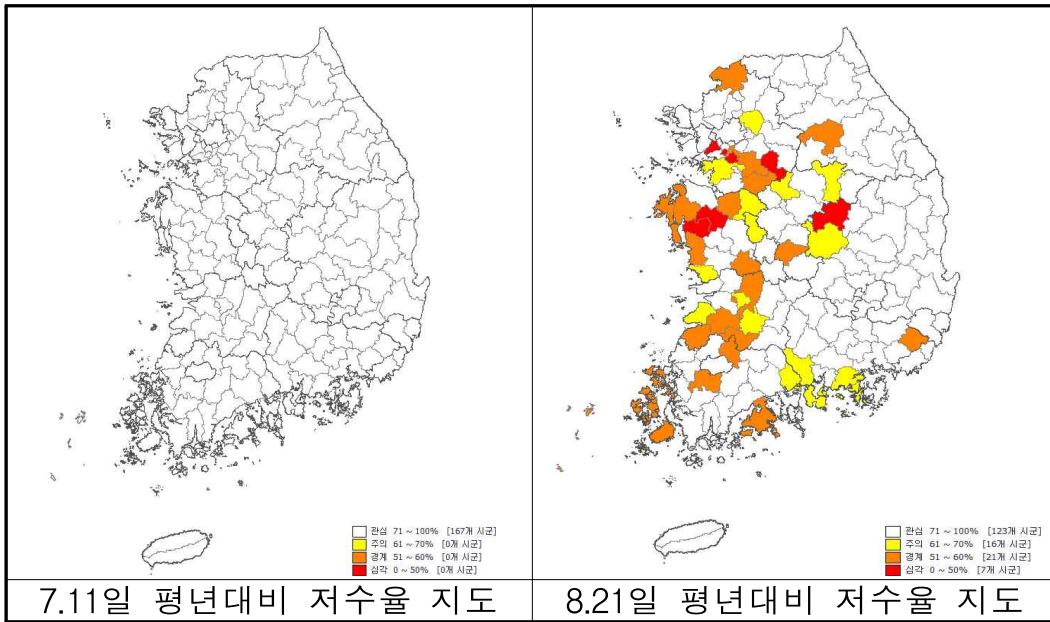 관심 71 ~ 100% [167개 시군]
주의 61 ~ 70% [0개 시군]
경계 51 ~ 60% [0개 시군]
심각 0 ~ 50% [0개 시군]
7.11일 평년대비 저수율 지도
관심 71 ~ 100% [123개 시군]
주의 61 ~ 70% [16개 시군]
경계 51 ~ 60% [21개 시군]
심각 0 ~ 50% [7개 시군]
8.21일 평년대비 저수율 지도